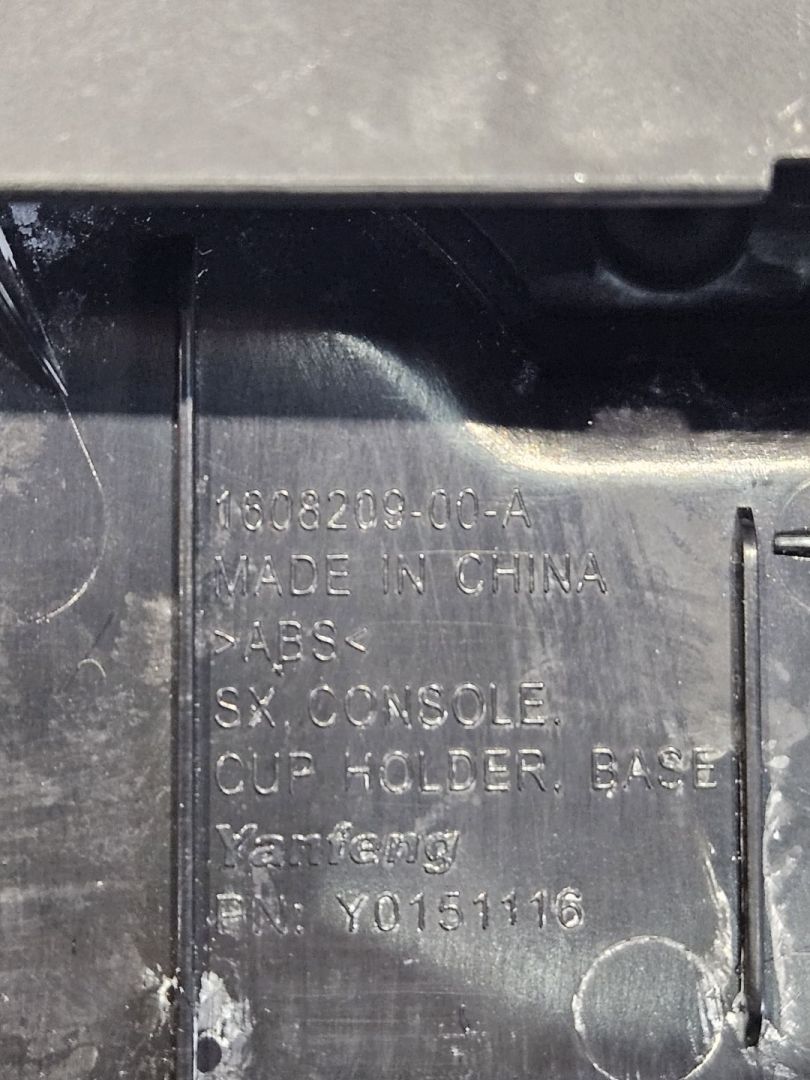 1608209-00-A
MADE IN CHINA
>ABS<
SX, CONSOLE,
CUP HOLDER, BASE
Yanfeng
PN: Y0151116